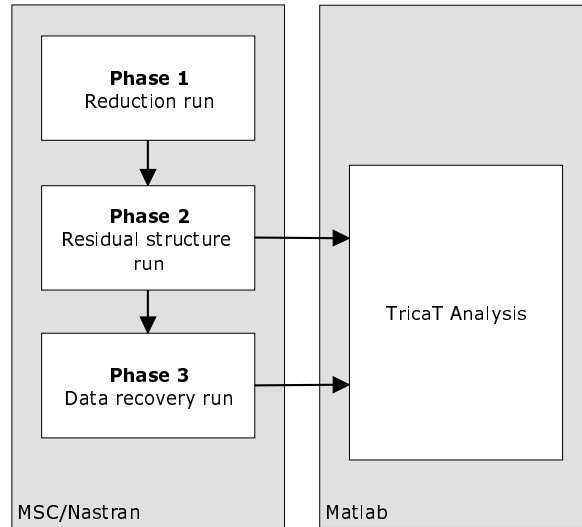 Phase 1
Reduction run
Phase 2
Residual structure
run
Phase 3
Data recovery run
MSC/Nastran
TricaT Analysis
Matlab